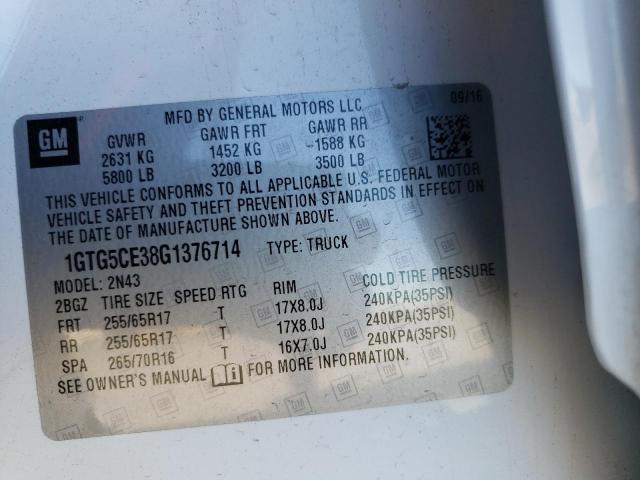 MFD BY GENERAL MOTORS LLC 09/16
GM
GVWR GAWR FRT GAWR RR
2631 KG 1452 KG 1588 KG
5800 LB 3200 LB 3500 LB
THIS VEHICLE CONFORMS TO ALL APPLICABLE U.S. FEDERAL MOTOR
VEHICLE SAFETY AND THEFT PREVENTION STANDARDS IN EFFECT ON
THE DATE OF MANUFACTURE SHOWN ABOVE.
1GTG5CE38G1376714 TYPE: TRUCK
MODEL: 2N43
2BGZ TIRE SIZE SPEED RTG RIM COLD TIRE PRESSURE
FRT 255/65R17 T 17X8.0J 240KPA(35PSI)
RR 255/65R17 T 17X8.0J 240KPA(35PSI)
SPA 265/70R16 T 16X7.0J 240KPA(35PSI)
SEE OWNER'S MANUAL FOR MORE INFORMATION.